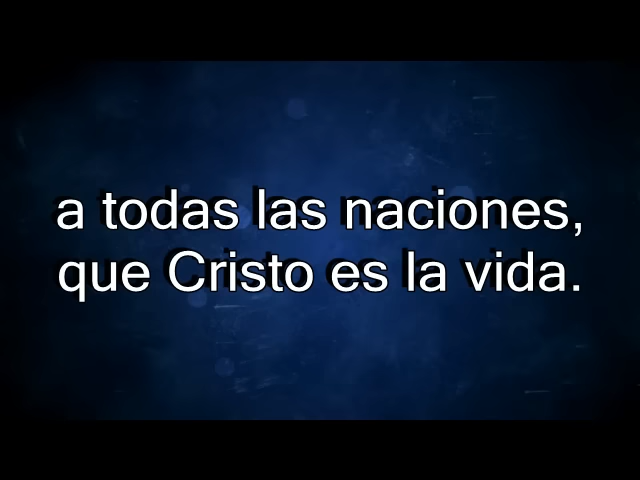 a todas las naciones,
que Cristo es la vida.